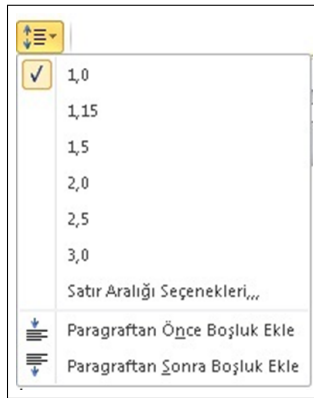 1,0
1,15
1,5
2,0
2,5
3,0
Satır Aralığı Seçenekleri,,,
Paragraftan Önce Boşluk Ekle
Paragraftan Sonra Boşluk Ekle